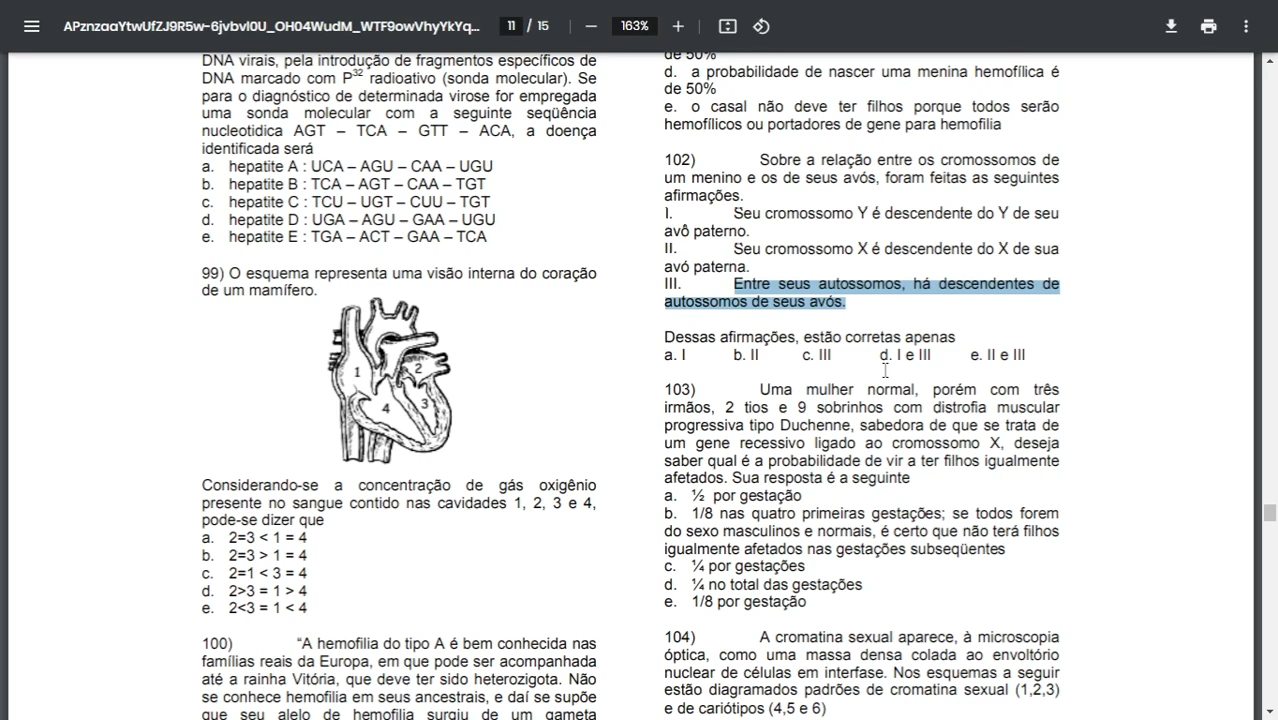 APznzaaYtwUfZJ9R5w-6jvbvl0U_OH04WudM_WTF9owVhyYkYq...
11 / 15
163%
DNA virais, pela introdução de fragmentos específicos de
DNA marcado com P32 radioativo (sonda molecular). Se
para o diagnóstico de determinada virose for empregada
uma sonda molecular com a seguinte seqüência
nucleotidica AGT – TCA – GTT – ACA, a doença
identificada será
a. hepatite A : UCA – AGU – CAA – UGU
b. hepatite B : TCA – AGT – CAA – TGT
c. hepatite C : TCU – UGT – CUU – TGT
d. hepatite D : UGA – AGU – GAA – UGU
e. hepatite E : TGA – ACT – GAA – TCA
99) O esquema representa uma visão interna do coração
de um mamífero.
1
2
3
4
Considerando-se a concentração de gás oxigênio
presente no sangue contido nas cavidades 1, 2, 3 e 4,
pode-se dizer que
a. 2=3 < 1 = 4
b. 2=3 > 1 = 4
c. 2=1 < 3 = 4
d. 2>3 = 1 > 4
e. 2<3 = 1 < 4
100) “A hemofilia do tipo A é bem conhecida nas
famílias reais da Europa, em que pode ser acompanhada
até a rainha Vitória, que deve ter sido heterozigota. Não
se conhece hemofilia em seus ancestrais, e daí se supõe
que seu alelo de hemofilia surgiu de um gameta
de 50%
d. a probabilidade de nascer uma menina hemofílica é
de 50%
e. o casal não deve ter filhos porque todos serão
hemofílicos ou portadores de gene para hemofilia
102) Sobre a relação entre os cromossomos de
um menino e os de seus avós, foram feitas as seguintes
afirmações.
I. Seu cromossomo Y é descendente do Y de seu
avô paterno.
II. Seu cromossomo X é descendente do X de sua
avó paterna.
III. Entre seus autossomos, há descendentes de
autossomos de seus avós.
Dessas afirmações, estão corretas apenas
a. I b. II c. III d. I e III e. II e III
103) Uma mulher normal, porém com três
irmãos, 2 tios e 9 sobrinhos com distrofia muscular
progressiva tipo Duchenne, sabedora de que se trata de
um gene recessivo ligado ao cromossomo X, deseja
saber qual é a probabilidade de vir a ter filhos igualmente
afetados. Sua resposta é a seguinte
a. ½ por gestação
b. 1/8 nas quatro primeiras gestações; se todos forem
do sexo masculinos e normais, é certo que não terá filhos
igualmente afetados nas gestações subseqüentes
c. ¼ por gestações
d. ¼ no total das gestações
e. 1/8 por gestação
104) A cromatina sexual aparece, à microscopia
óptica, como uma massa densa colada ao envoltório
nuclear de células em interfase. Nos esquemas a seguir
estão diagramados padrões de cromatina sexual (1,2,3)
e de cariótipos (4,5 e 6)